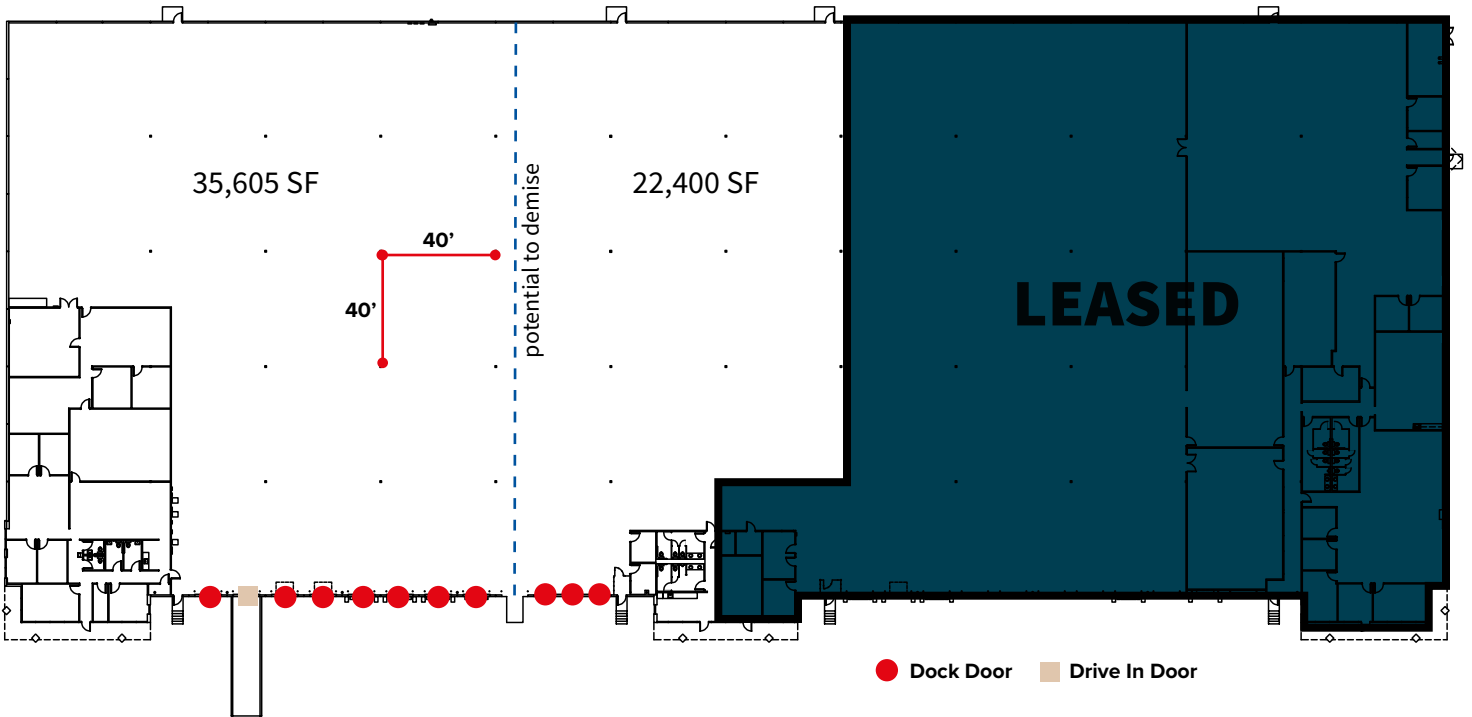 35,605 SF
22,400 SF
potential to demise
40’
40’
LEASED
Dock Door
Drive In Door